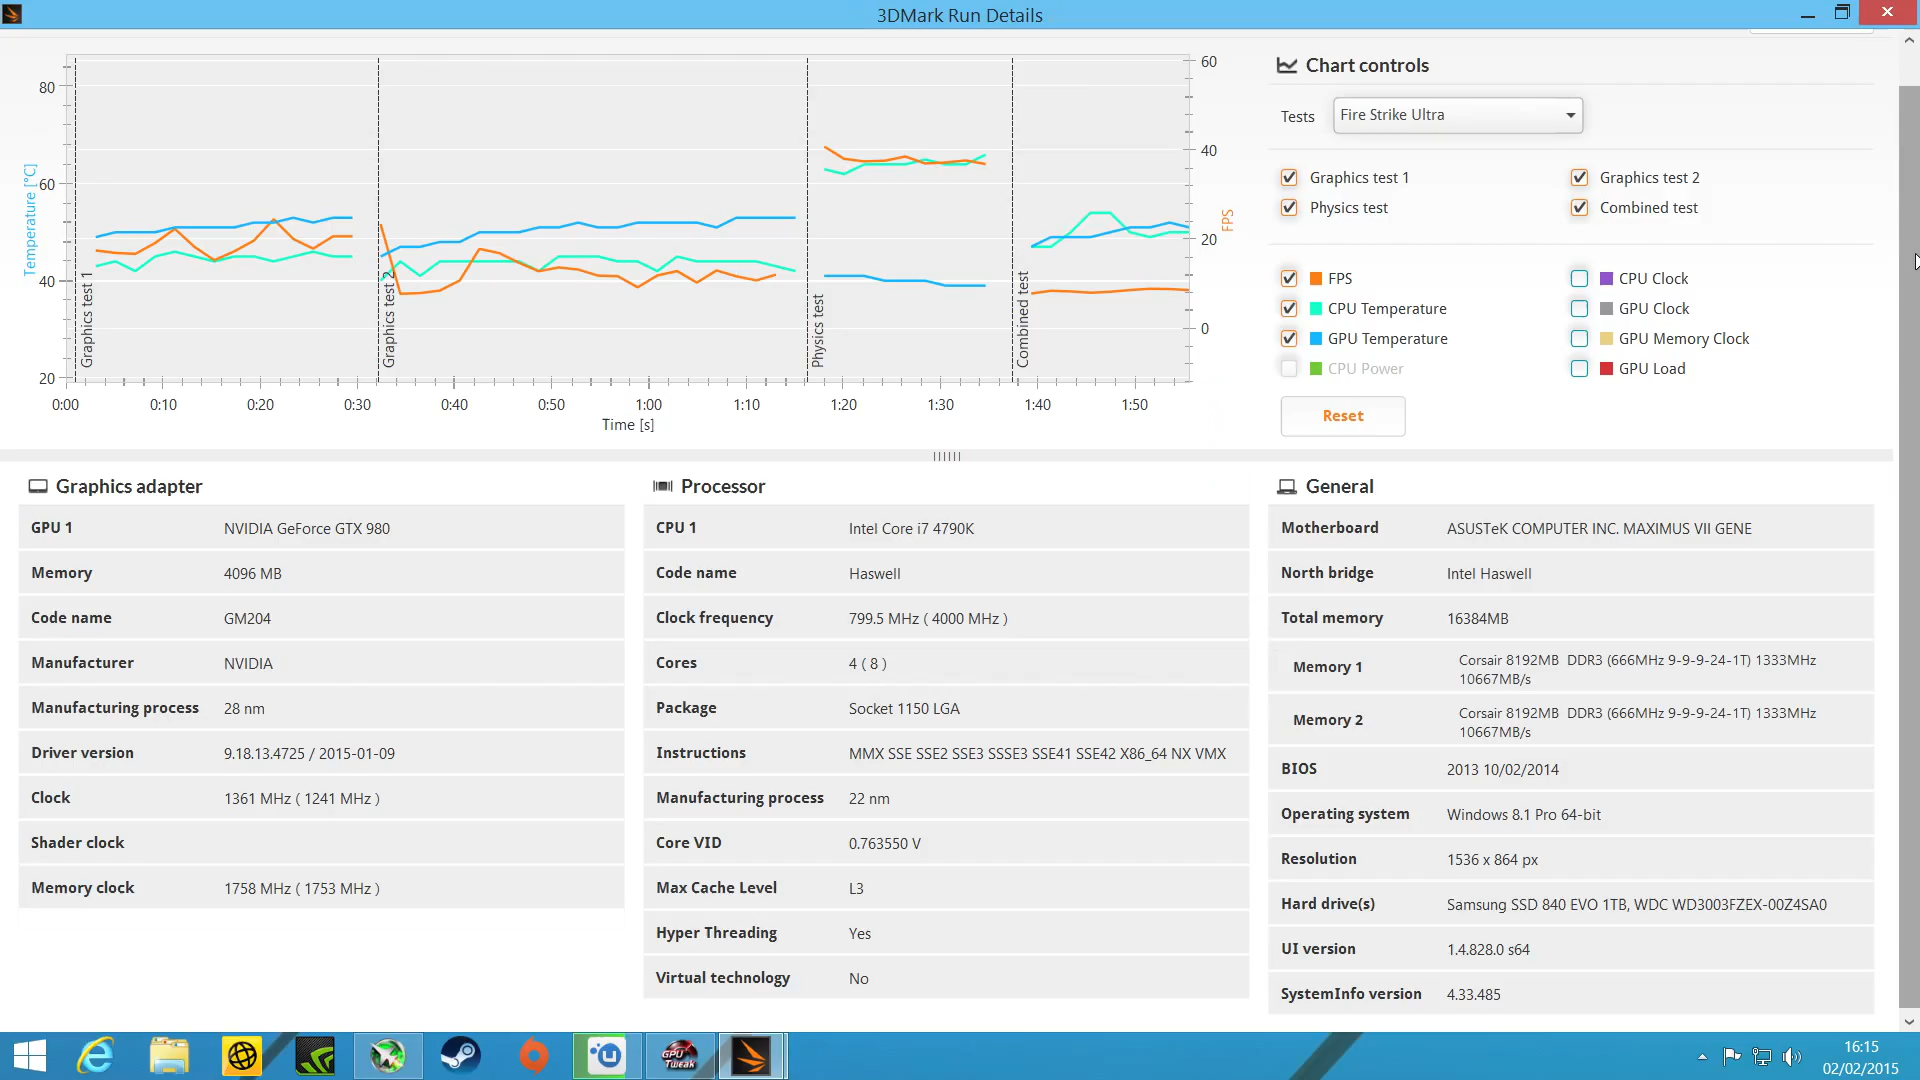 3DMark Run Details
80
60
40
20
Temperature [°C]
60
40
20
0
FPS
Graphics test 1
Graphics test 2
Physics test
Combined test
0:00 0:10 0:20 0:30 0:40 0:50 1:00 1:10 1:20 1:30 1:40 1:50
Time [s]
Chart controls
Tests Fire Strike Ultra
Graphics test 1 Graphics test 2
Physics test Combined test
FPS CPU Clock
CPU Temperature GPU Clock
GPU Temperature GPU Memory Clock
CPU Power GPU Load
Reset
Graphics adapter
GPU 1 NVIDIA GeForce GTX 980
Memory 4096 MB
Code name GM204
Manufacturer NVIDIA
Manufacturing process 28 nm
Driver version 9.18.13.4725 / 2015-01-09
Clock 1361 MHz ( 1241 MHz )
Shader clock
Memory clock 1758 MHz ( 1753 MHz )
Processor
CPU 1 Intel Core i7 4790K
Code name Haswell
Clock frequency 799.5 MHz ( 4000 MHz )
Cores 4 ( 8 )
Package Socket 1150 LGA
Instructions MMX SSE SSE2 SSE3 SSSE3 SSE41 SSE42 X86_64 NX VMX
Manufacturing process 22 nm
Core VID 0.763550 V
Max Cache Level L3
Hyper Threading Yes
Virtual technology No
General
Motherboard ASUSTeK COMPUTER INC. MAXIMUS VII GENE
North bridge Intel Haswell
Total memory 16384MB
Memory 1 Corsair 8192MB DDR3 (666MHz 9-9-9-24-1T) 1333MHz
10667MB/s
Memory 2 Corsair 8192MB DDR3 (666MHz 9-9-9-24-1T) 1333MHz
10667MB/s
BIOS 2013 10/02/2014
Operating system Windows 8.1 Pro 64-bit
Resolution 1536 x 864 px
Hard drive(s) Samsung SSD 840 EVO 1TB, WDC WD3003FZEX-00Z4SA0
UI version 1.4.828.0 s64
SystemInfo version 4.33.485
GPU
Tweak
16:15
02/02/2015